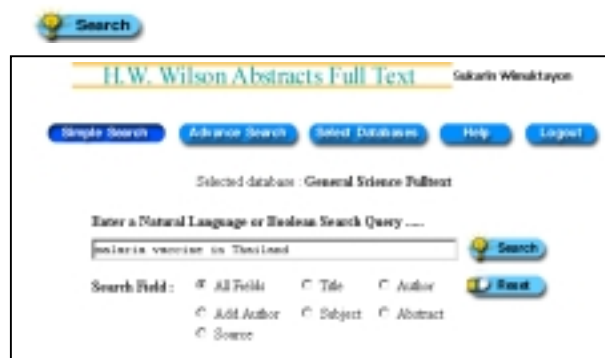 Search
H.W. Wilson Abstracts Full Text Sukarin Wimuktayon
Simple Search Advance Search Select Databases Help Logout
Selected database : General Science Fulltext
Enter a Natural Language or Boolean Search Query .....
malaria vaccine in Thailand Search
Search Field : All Fields Title Author Reset
Add Author Subject Abstract
Source